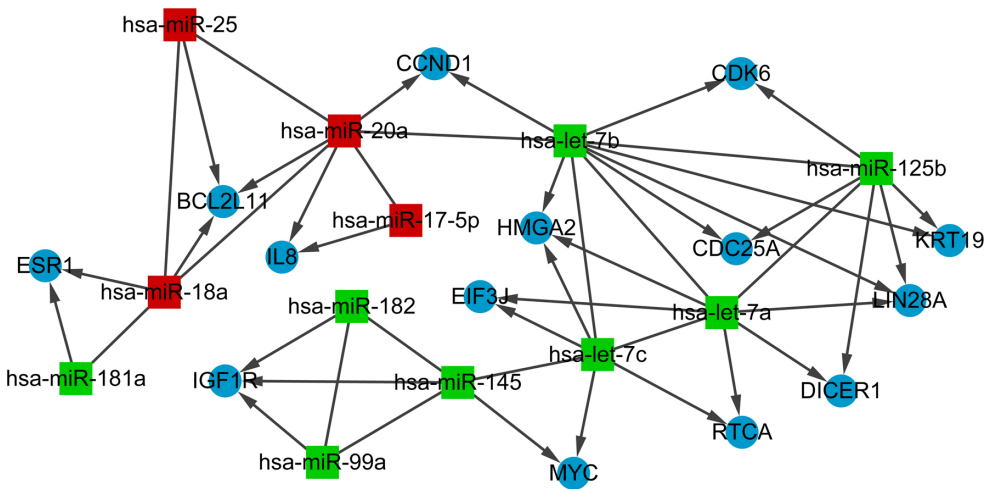 hsa-miR-25
CCND1
CDK6
hsa-miR-20a
hsa-let-7b
hsa-miR-125b
BCL2L11
hsa-miR-17-5p
HMGA2
CDC25A
KRT19
IL8
ESR1
hsa-miR-18a
EIF3J
LIN28A
hsa-miR-182
hsa-let-7a
hsa-let-7c
hsa-miR-181a
IGF1R
hsa-miR-145
DICER1
RTCA
hsa-miR-99a
MYC